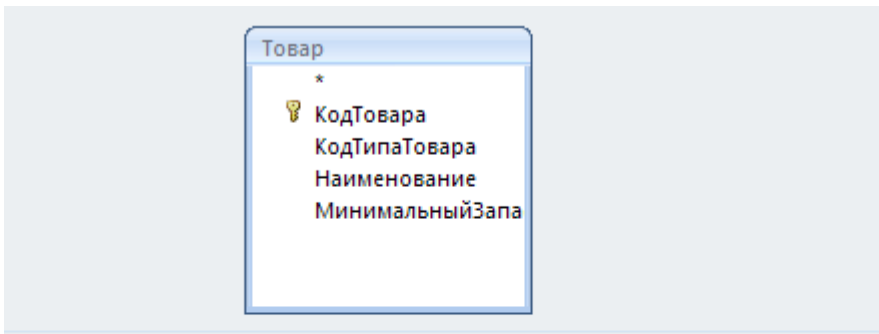 Товар
*
КодТовара
КодТипаТовара
Наименование
МинимальныйЗапа